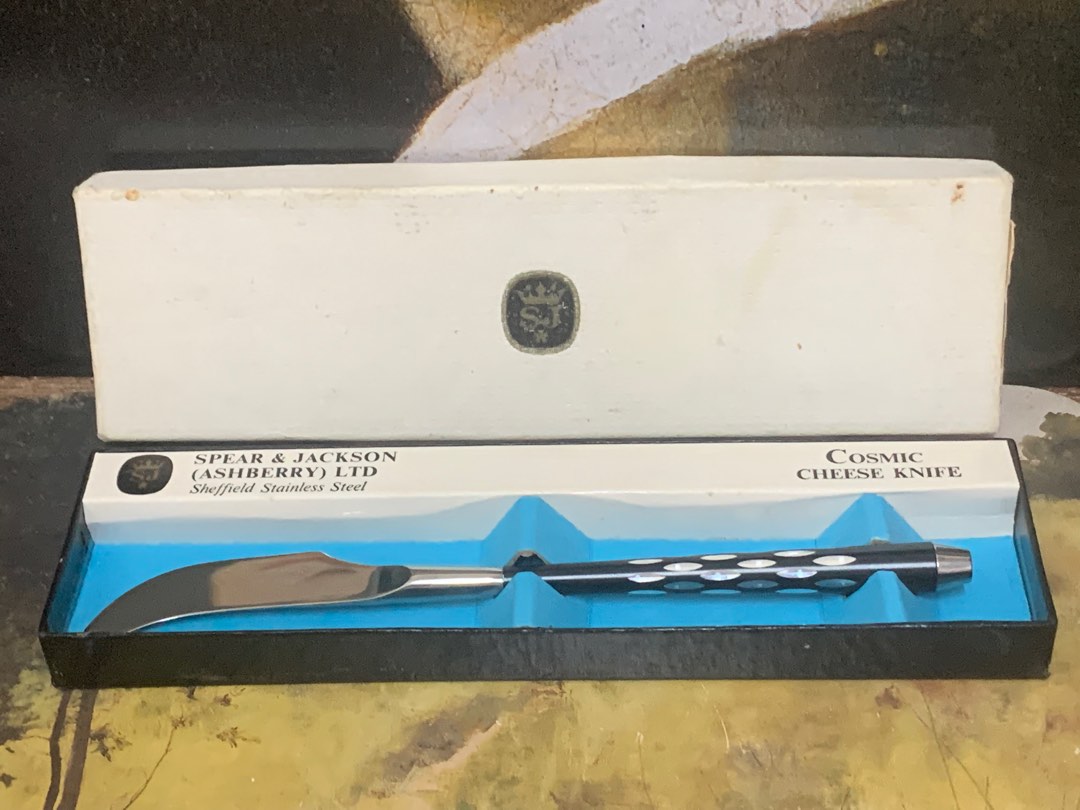 S&J
SPEAR & JACKSON
(ASHBERRY) LTD
Sheffield Stainless Steel
COSMIC
CHEESE KNIFE